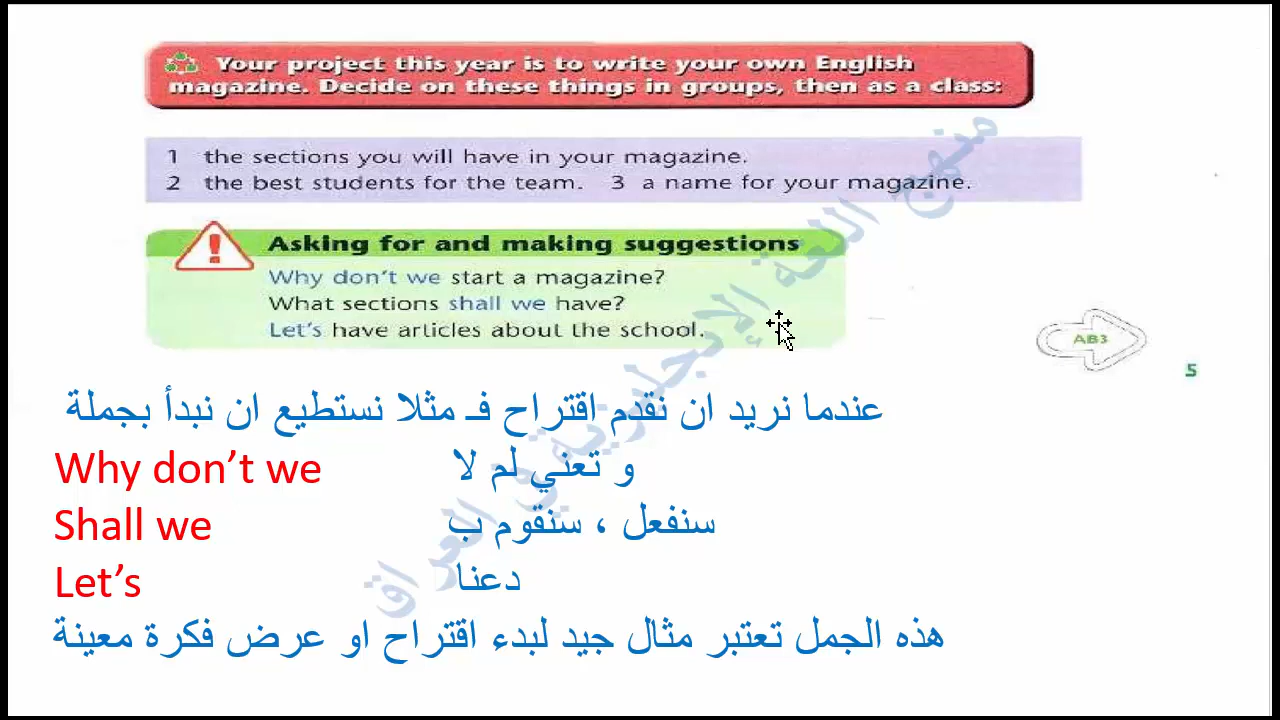 Your project this year is to write your own English
magazine. Decide on these things in groups, then as a class:
1 the sections you will have in your magazine.
2 the best students for the team. 3 a name for your magazine.
Asking for and making suggestions
Why don't we start a magazine?
What sections shall we have?
Let's have articles about the school.
AB3
5
عندما نريد ان نقدم اقتراح فـ مثلا نستطيع ان نبدأ بجملة
Why don't we و تعني لم لا
Shall we سنفعل ، سنقوم ب
Let's دعنا
هذه الجمل تعتبر مثال جيد لبدء اقتراح او عرض فكرة معينة
منهج اللغة الإنجليزية في العراق